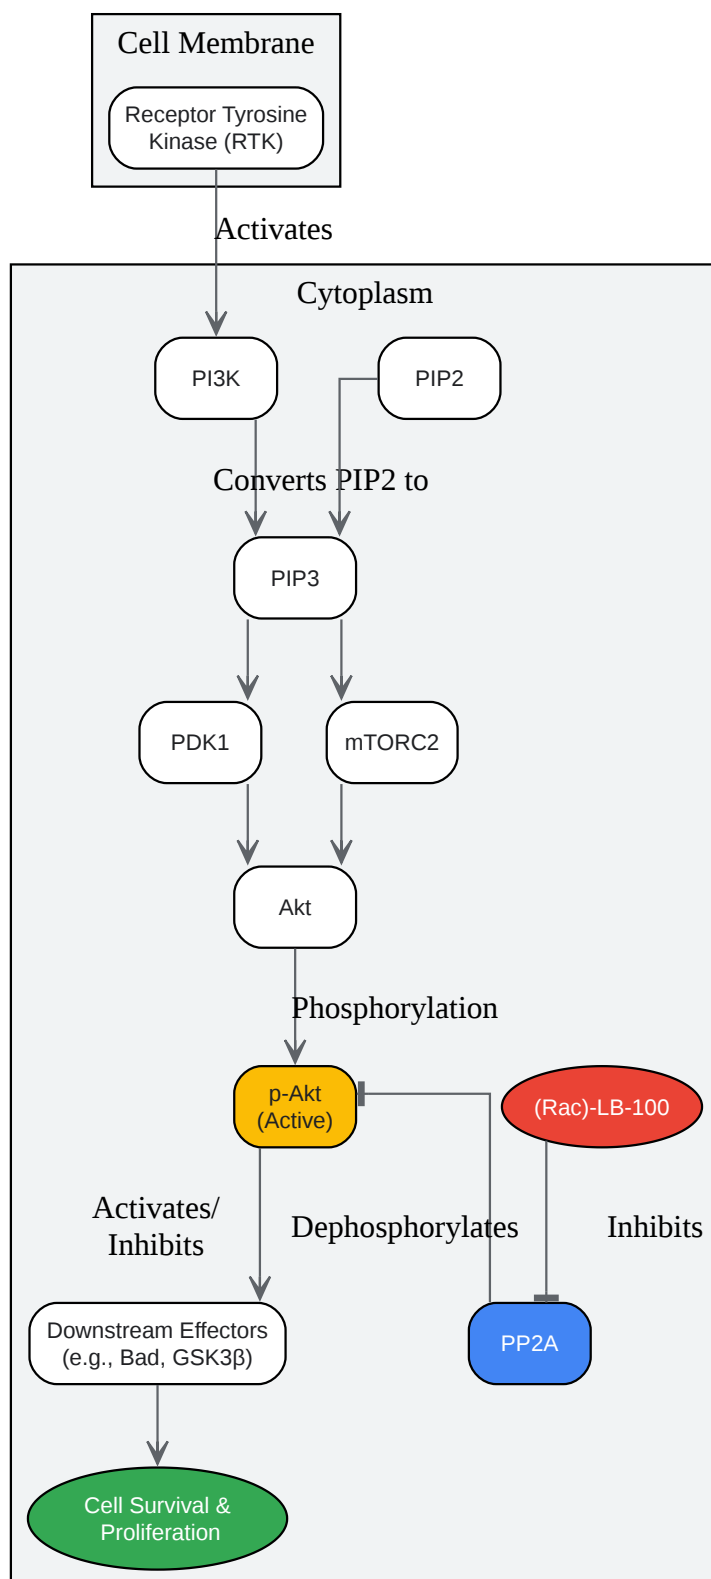 Cell Membrane
Receptor Tyrosine
Kinase (RTK)
Activates
Cytoplasm
PI3K
PIP2
Converts PIP2 to
PIP3
PDK1
mTORC2
Akt
Phosphorylation
p-Akt
(Active)
(Rac)-LB-100
Activates/
Inhibits
Dephosphorylates
Inhibits
Downstream Effectors
(e.g., Bad, GSK3β)
PP2A
Cell Survival &
Proliferation